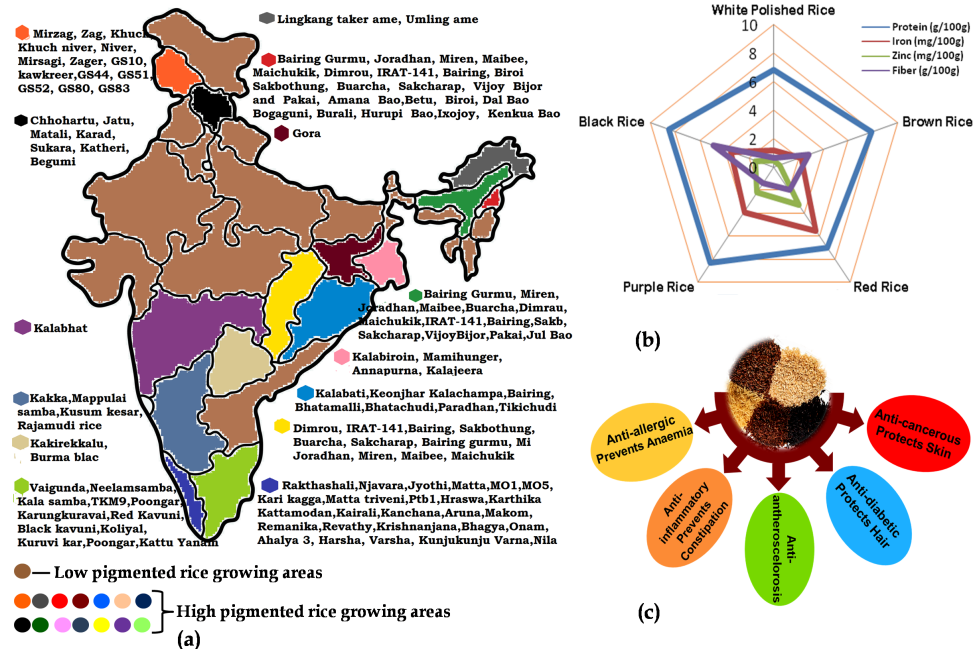 Mirzag, Zag, Khuch,
Khuch niver, Niver,
Mirsagi, Zager, GS10,
kawkreer,GS44, GS51,
GS52, GS80, GS83
Chhohartu, Jatu,
Matali, Karad,
Sukara, Katheri,
Begumi
Lingkang taker ame, Umling ame
Bairing Gurmu, Joradhan, Miren, Maibee,
Maichukik, Dimrou, IRAT-141, Bairing, Biroi
Sakbothung, Buarcha, Sakcharap, Vijoy Bijor
and Pakai, Amana Bao,Betu, Biroi, Dal Bao
Bogaguni, Burali, Hurupi Bao,Ixojoy, Kenkua Bao
Gora
Kalabhat
Kakka, Mappulai
samba,Kusum kesar,
Rajamudi rice
Kakirekkalu,
Burma blac
Vaigunda,Neelamsamba,
Kala samba,TKM9,Poongar,
Karungkuravai,Red Kavuni,
Black kavuni,Koliyal,
Kuruvi kar,Poongar,Kattu Yanam
Bairing Gurmu, Miren,
Joradhan,Maibee,Buarcha,Dimrau,
Maichukik,IRAT-141,Bairing,Sakb,
Sakcharap,VijoyBijor,Pakai,Jul Bao
Kalabiroin, Mamihunger,
Annapurna, Kalajeera
Kalabati,Keonjhar Kalachampa,Bairing,
Bhatamalli,Bhatachudi,Paradhan,Tikichudi
Dimrou, IRAT-141,Bairing, Sakbothung,
Buarcha, Sakcharap, Bairing gurmu, Mi
Joradhan, Miren, Maibee, Maichukik
Rakthashali,Njavara,Jyothi,Matta,MO1,MO5,
Kari kagga,Matta triveni,Ptb1,Hraswa,Karthika
Kattamodan,Kairali,Kanchana,Aruna,Makom,
Remanika,Revathy,Krishnanjana,Bhagya,Onam,
Ahalya 3, Harsha, Varsha, Kunjukunju Varna,Nila
Low pigmented rice growing areas
High pigmented rice growing areas
(a)
White Polished Rice
10
8
6
4
2
0
Brown Rice
Red Rice
Purple Rice
Black Rice
Protein (g/100g)
Iron (mg/100g)
Zinc (mg/100g)
Fiber (g/100g)
(b)
Anti-allergic
Prevents Anaemia
Anti-
inflammatory
Prevents
Constipation
Anti-
antheroscelorosis
Anti-diabetic
Protects Hair
Anti-cancerous
Protects Skin
(c)